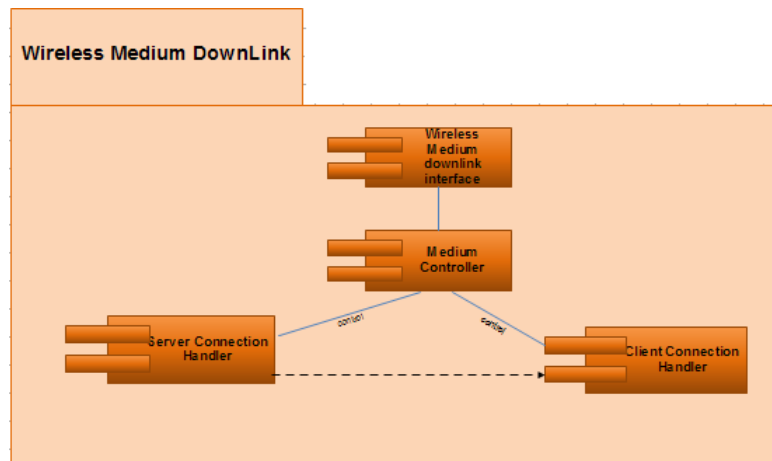 Wireless Medium DownLink
Wireless
Medium
downlink
interface
Medium
Controller
control
control
Server Connection
Handler
Client Connection
Handler